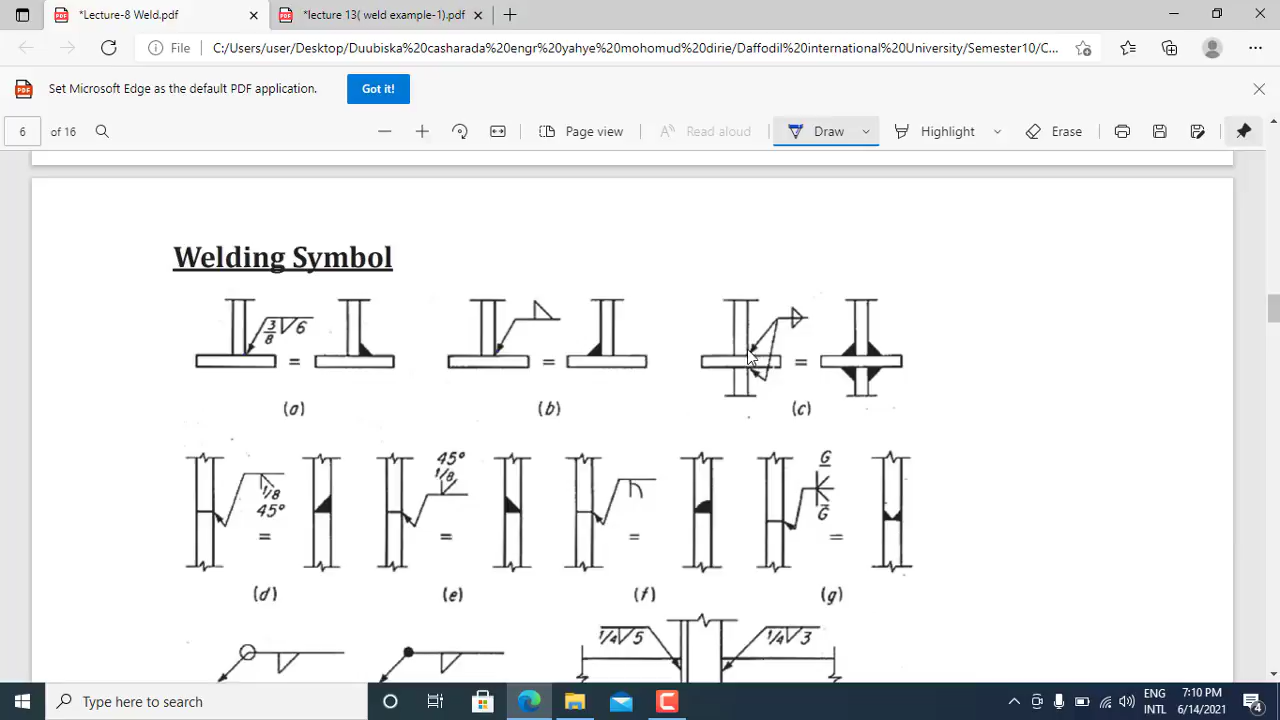 *Lecture-8 Weld.pdf
*lecture 13( weld example-1).pdf
File
C:/Users/user/Desktop/Duubiska%20casharada%20engr%20yahye%20mohomud%20dirie/Daffodil%20international%20University/Semester10/C...
Set Microsoft Edge as the default PDF application.
Got it!
6 of 16
Page view
Read aloud
Draw
Highlight
Erase
Welding Symbol
3/8 6
=
=
=
(a)
(b)
(c)
1/8
45°
45°
1/8
G
G
=
=
=
=
(d)
(e)
(f)
(g)
1/4 5
1/4 3
Type here to search
ENG
INTL
7:10 PM
6/14/2021
4